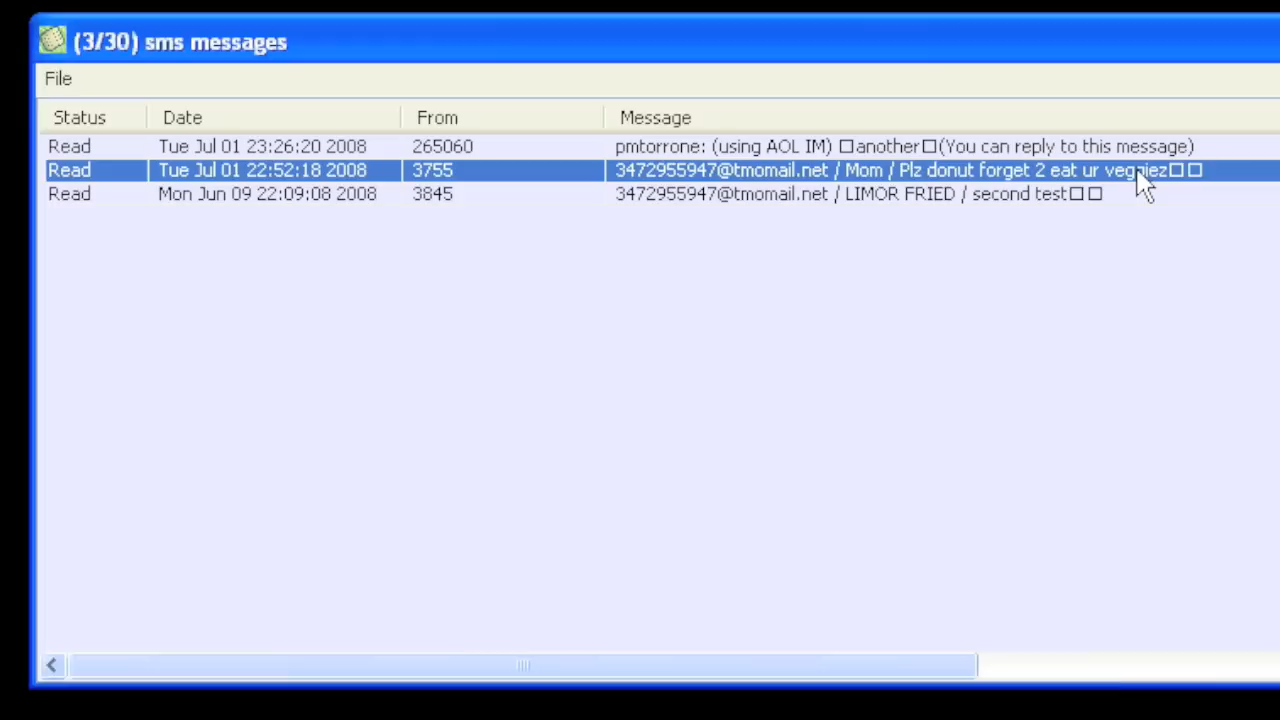 (3/30) sms messages
File
Status Date From Message
Read Tue Jul 01 23:26:20 2008 265060 pmtorrone: (using AOL IM) □another□(You can reply to this message)
Read Tue Jul 01 22:52:18 2008 3755 3472955947@tmomail.net / Mom / Plz donut forget 2 eat ur veggiez□□
Read Mon Jun 09 22:09:08 2008 3845 3472955947@tmomail.net / LIMOR FRIED / second test□□